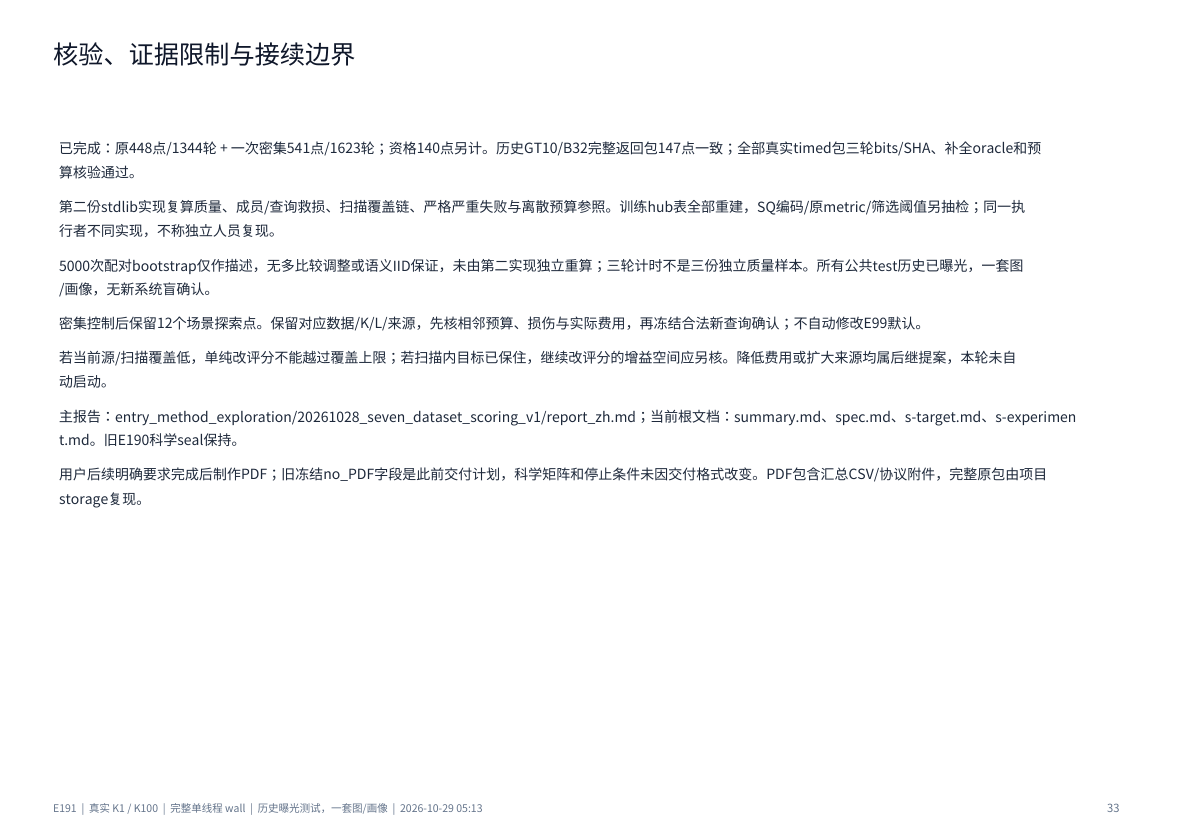 核验、证据限制与接续边界
已完成：原448点/1344轮 + 一次密集541点/1623轮；资格140点另计。历史GT10/B32完整返回包147点一致；全部真实timed包三轮bits/SHA、补全oracle和预
算核验通过。
第二份stdlib实现复算质量、成员/查询救损、扫描覆盖链、严格严重失败与离散预算参照。训练hub表全部重建，SQ编码/原metric/筛选阈值另抽检；同一执
行者不同实现，不称独立人员复现。
5000次配对bootstrap仅作描述，无多比较调整或语义IID保证，未由第二实现独立重算；三轮计时不是三份独立质量样本。所有公共test历史已曝光，一套图
/画像，无新系统盲确认。
密集控制后保留12个场景探索点。保留对应数据/K/L/来源，先核相邻预算、损伤与实际费用，再冻结合法新查询确认；不自动修改E99默认。
若当前源/扫描覆盖低，单纯改评分不能越过覆盖上限；若扫描内目标已保住，继续改评分的增益空间应另核。降低费用或扩大来源均属后继提案，本轮未自
动启动。
主报告：entry_method_exploration/20261028_seven_dataset_scoring_v1/report_zh.md；当前根文档：summary.md、spec.md、s-target.md、s-experimen
t.md。旧E190科学seal保持。
用户后续明确要求完成后制作PDF；旧冻结no_PDF字段是此前交付计划，科学矩阵和停止条件未因交付格式改变。PDF包含汇总CSV/协议附件，完整原包由项目
storage复现。
E191 | 真实 K1 / K100 | 完整单线程 wall | 历史曝光测试，一套图/画像 | 2026-10-29 05:13
33